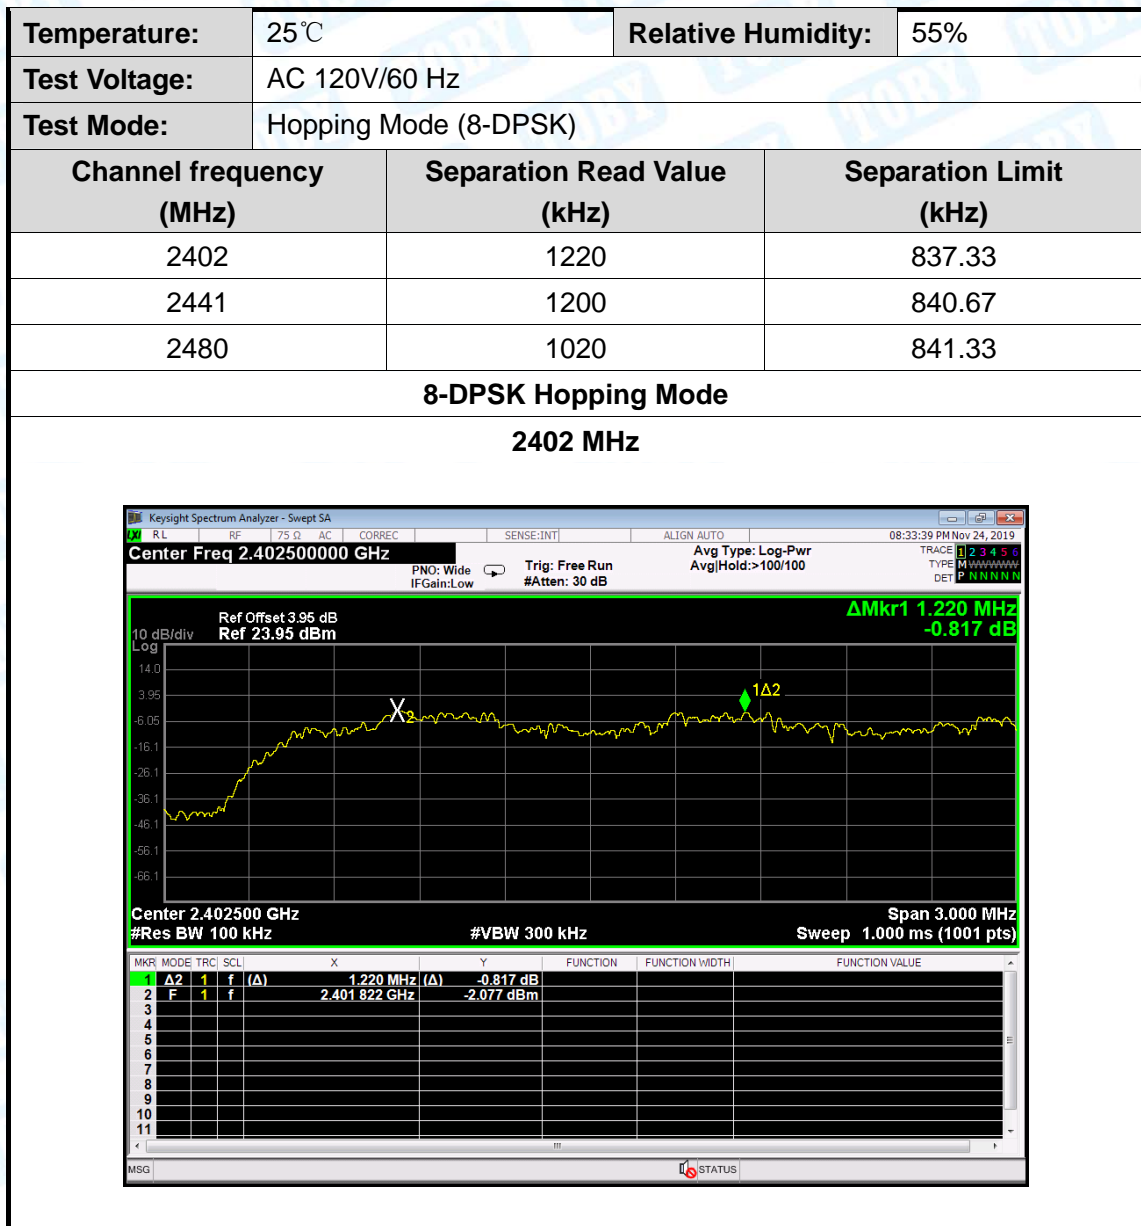 Temperature: 25℃ Relative Humidity: 55%
Test Voltage: AC 120V/60 Hz
Test Mode: Hopping Mode (8-DPSK)
Channel frequency (MHz) Separation Read Value (kHz) Separation Limit (kHz)
2402 1220 837.33
2441 1200 840.67
2480 1020 841.33
8-DPSK Hopping Mode
2402 MHz
Keysight Spectrum Analyzer - Swept SA
LXI RL RF 75 Ω AC CORREC SENSE:INT ALIGN AUTO 08:33:39 PM Nov 24, 2019
Center Freq 2.402500000 GHz
PNO: Wide
IFGain:Low
Trig: Free Run
#Atten: 30 dB
Avg Type: Log-Pwr
Avg|Hold:>100/100
TRACE 1 2 3 4 5 6
TYPE M WWWWW
DET P N N N N N
ΔMkr1 1.220 MHz
-0.817 dB
Ref Offset 3.95 dB
10 dB/div Ref 23.95 dBm
Log
14.0
3.95
-6.05
-16.1
-26.1
-36.1
-46.1
-56.1
-66.1
X2
1Δ2
Center 2.402500 GHz Span 3.000 MHz
#Res BW 100 kHz #VBW 300 kHz Sweep 1.000 ms (1001 pts)
MKR MODE TRC SCL X Y FUNCTION FUNCTION WIDTH FUNCTION VALUE
1 Δ2 1 f (Δ) 1.220 MHz (Δ) -0.817 dB
2 F 1 f 2.401 822 GHz -2.077 dBm
3
4
5
6
7
8
9
10
11
MSG STATUS
TOBY